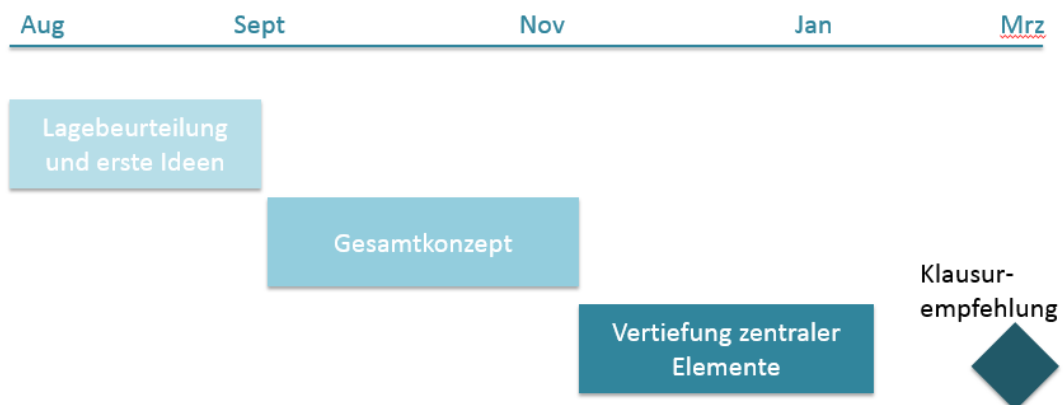 Aug Sept Nov Jan Mrz
Lagebeurteilung
und erste Ideen
Gesamtkonzept
Klausur-
empfehlung
Vertiefung zentraler
Elemente